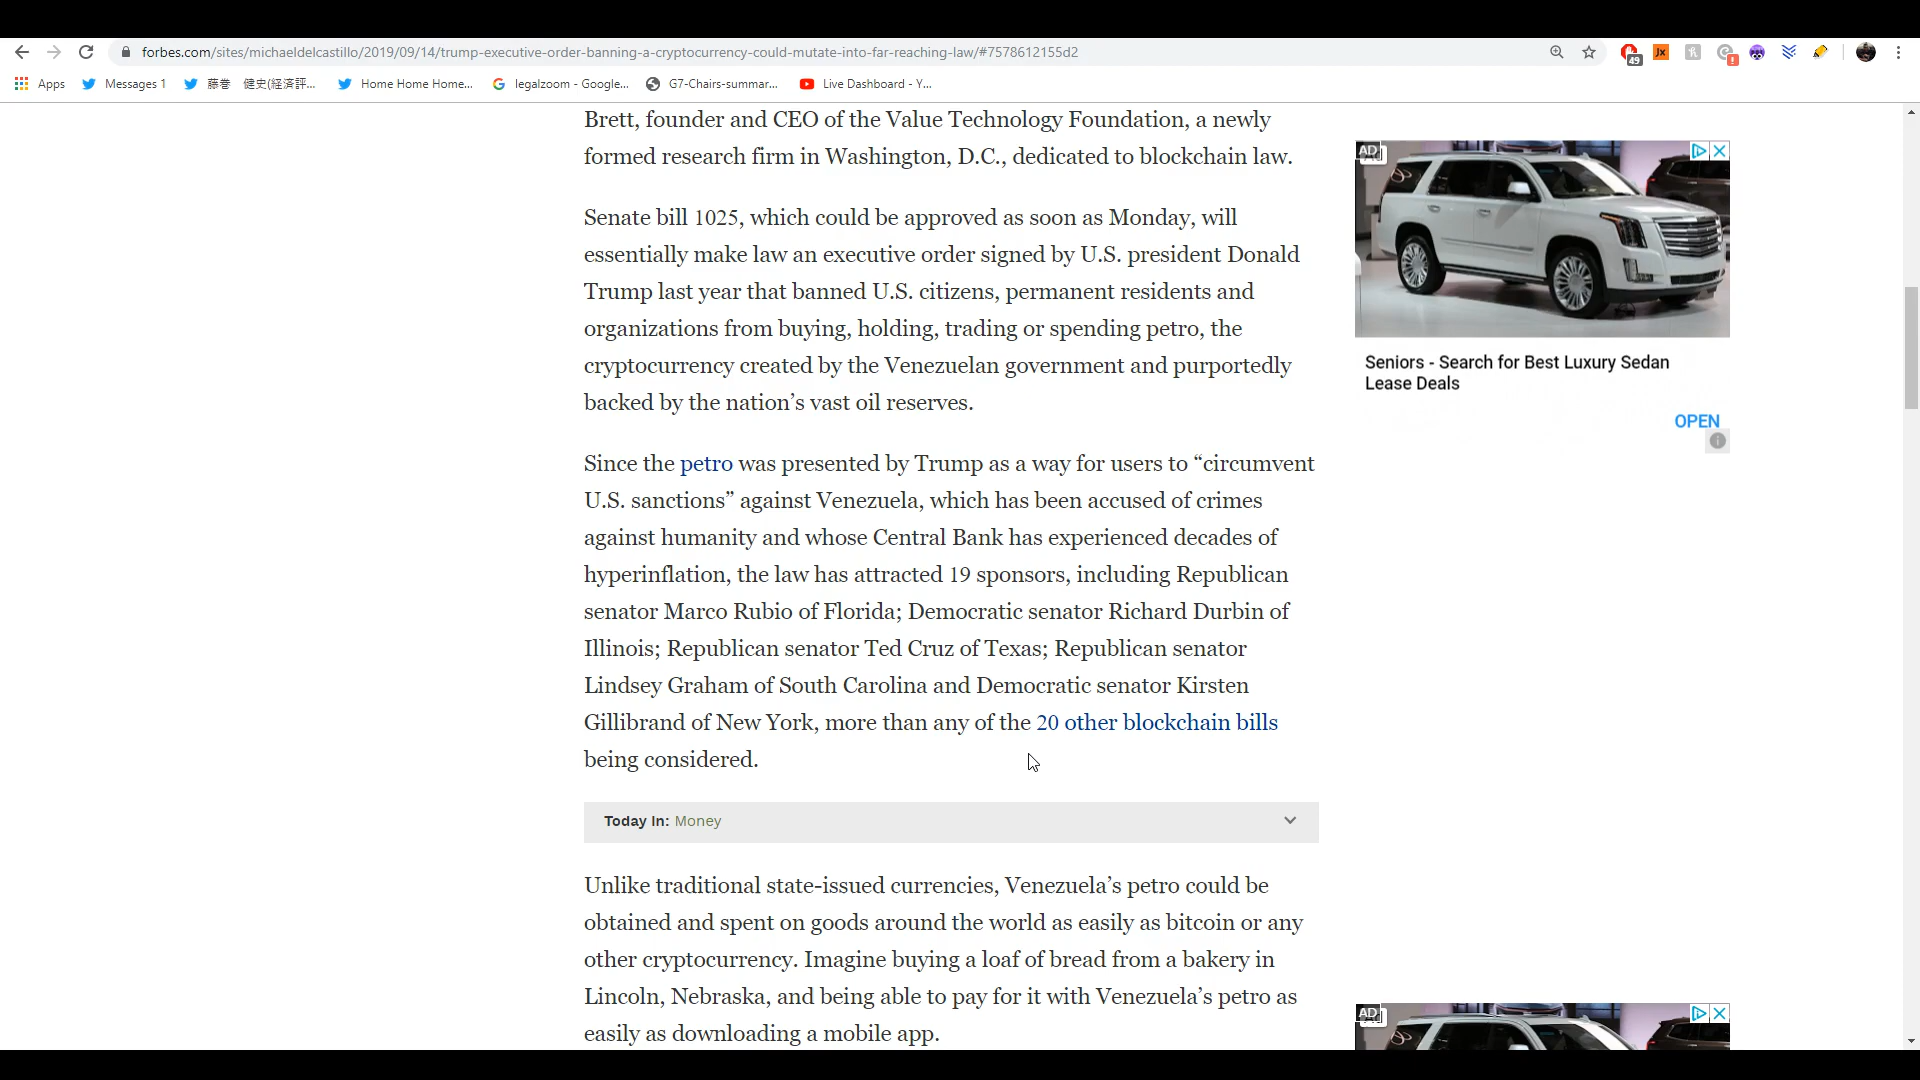 forbes.com/sites/michaeldelcastillo/2019/09/14/trump-executive-order-banning-a-cryptocurrency-could-mutate-into-far-reaching-law/#7578612155d2
49
Jx
Apps
Messages 1
藤巻 健史(経済評...
Home Home Home...
legalzoom - Google...
G7-Chairs-summar...
Live Dashboard - Y...
Brett, founder and CEO of the Value Technology Foundation, a newly
formed research firm in Washington, D.C., dedicated to blockchain law.
Senate bill 1025, which could be approved as soon as Monday, will
essentially make law an executive order signed by U.S. president Donald
Trump last year that banned U.S. citizens, permanent residents and
organizations from buying, holding, trading or spending petro, the
cryptocurrency created by the Venezuelan government and purportedly
backed by the nation’s vast oil reserves.
Since the petro was presented by Trump as a way for users to “circumvent
U.S. sanctions” against Venezuela, which has been accused of crimes
against humanity and whose Central Bank has experienced decades of
hyperinflation, the law has attracted 19 sponsors, including Republican
senator Marco Rubio of Florida; Democratic senator Richard Durbin of
Illinois; Republican senator Ted Cruz of Texas; Republican senator
Lindsey Graham of South Carolina and Democratic senator Kirsten
Gillibrand of New York, more than any of the 20 other blockchain bills
being considered.
Today In: Money
Unlike traditional state-issued currencies, Venezuela’s petro could be
obtained and spent on goods around the world as easily as bitcoin or any
other cryptocurrency. Imagine buying a loaf of bread from a bakery in
Lincoln, Nebraska, and being able to pay for it with Venezuela’s petro as
easily as downloading a mobile app.
AD
Seniors - Search for Best Luxury Sedan
Lease Deals
OPEN
AD